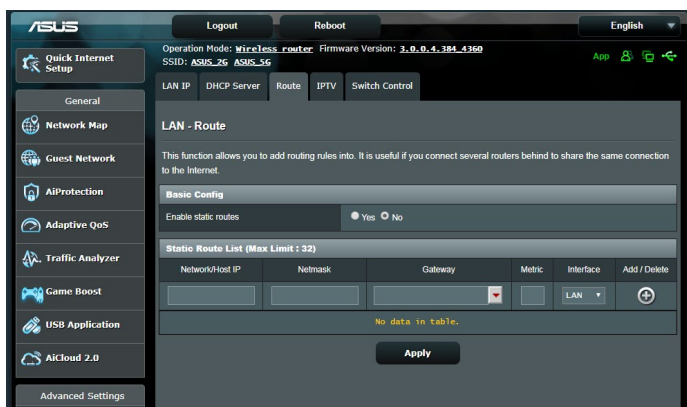 ASUS
Logout
Reboot
English
Quick Internet
Setup
Operation Mode: Wireless router Firmware Version: 3.0.0.4.384_4360
SSID: ASUS_2G ASUS_5G
App
LAN IP
DHCP Server
Route
IPTV
Switch Control
General
Network Map
Guest Network
AiProtection
Adaptive QoS
Traffic Analyzer
Game Boost
USB Application
AiCloud 2.0
Advanced Settings
LAN - Route
This function allows you to add routing rules into. It is useful if you connect several routers behind to share the same connection
to the Internet.
Basic Config
Enable static routes
Yes No
Static Route List (Max Limit : 32)
Network/Host IP
Netmask
Gateway
Metric
Interface
Add / Delete
LAN
No data in table.
Apply